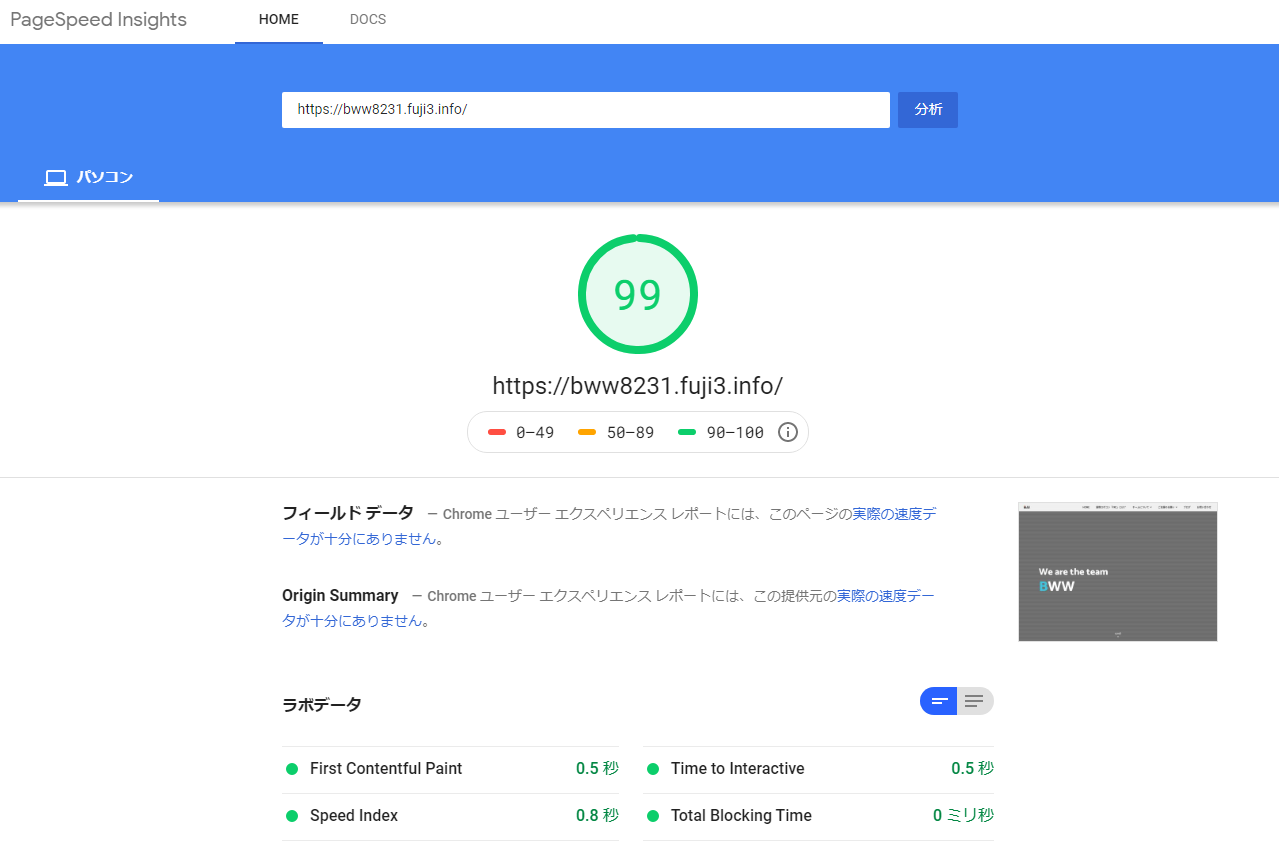 PageSpeed Insights
HOME
DOCS
https://bww8231.fuji3.info/
分析
パソコン
99
https://bww8231.fuji3.info/
0–49
50–89
90–100
フィールド データ — Chrome ユーザー エクスペリエンス レポートには、このページの実際の速度デ
ータが十分にありません。
Origin Summary — Chrome ユーザー エクスペリエンス レポートには、この提供元の実際の速度デー
タが十分にありません。
We are the team
BWW
ラボデータ
First Contentful Paint 0.5 秒
Time to Interactive 0.5 秒
Speed Index 0.8 秒
Total Blocking Time 0 ミリ秒